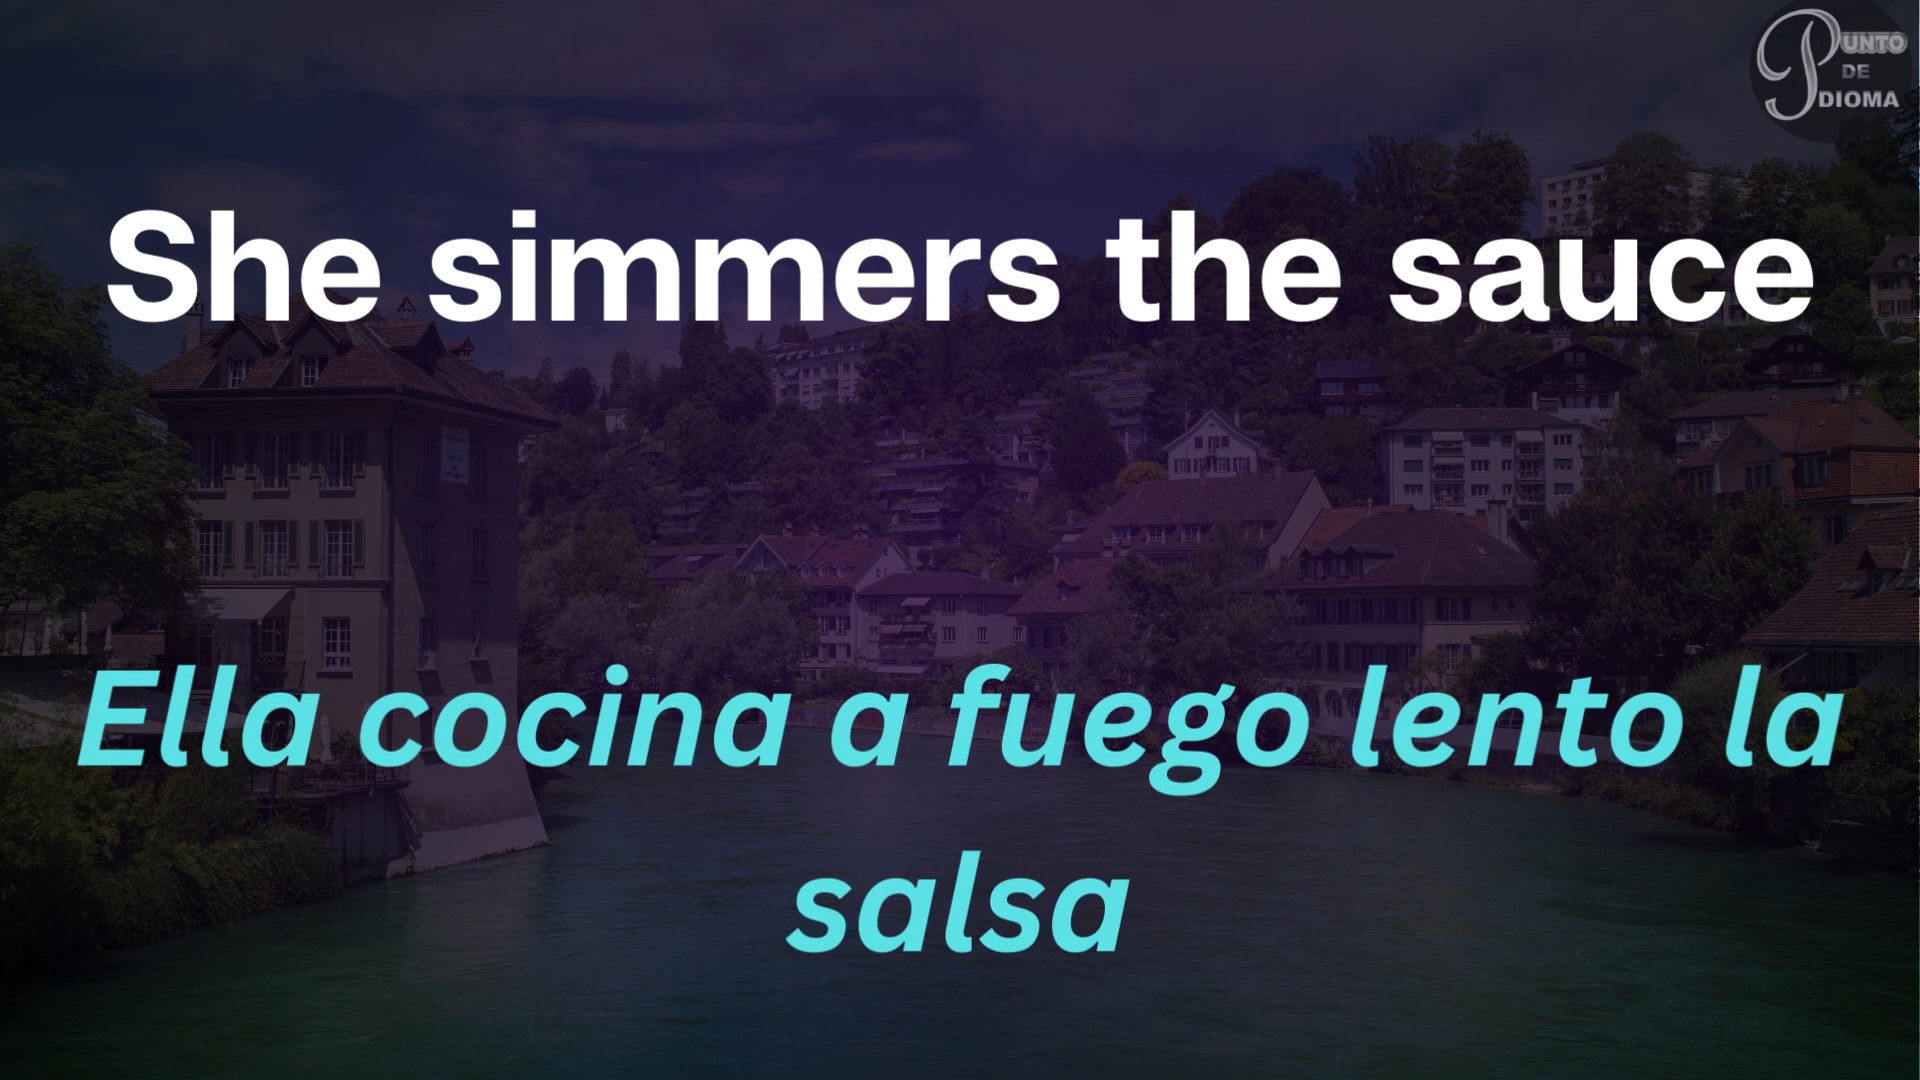 PUNTO
DE
IDIOMA
She simmers the sauce
Ella cocina a fuego lento la
salsa